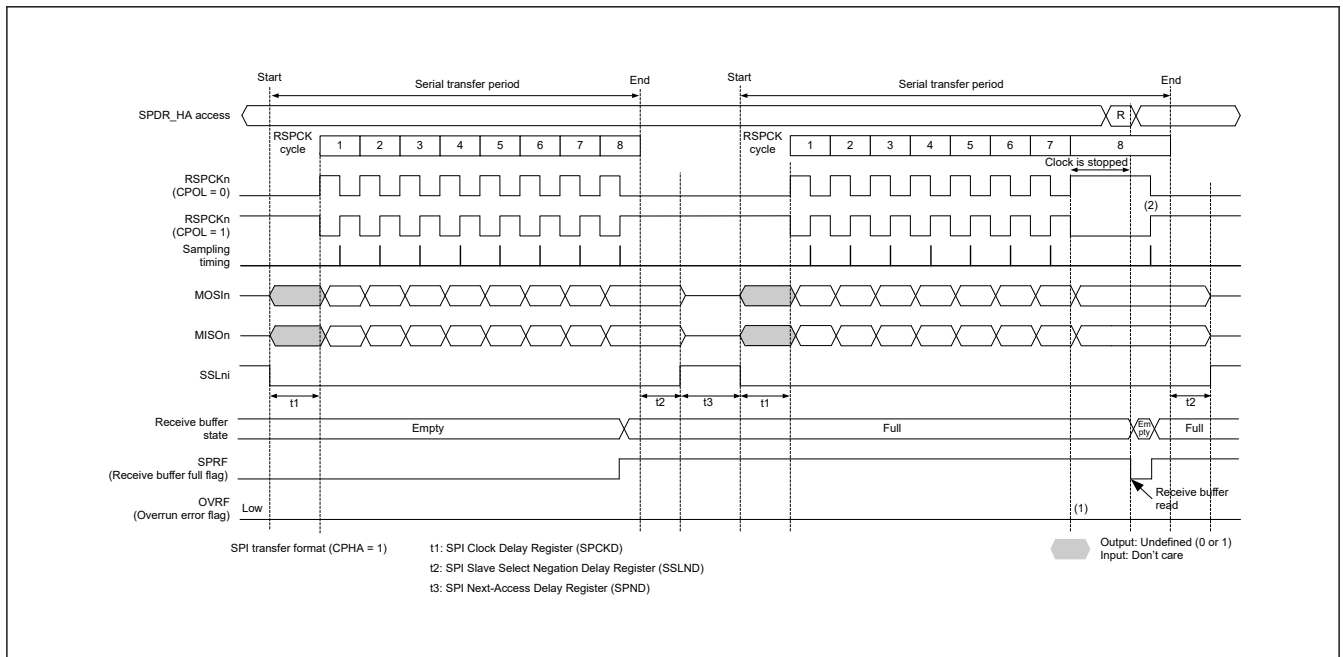 Start
Serial transfer period
End
Start
Serial transfer period
End
SPDR_HA access
R
RSPCK
cycle
1 2 3 4 5 6 7 8
RSPCK
cycle
1 2 3 4 5 6 7 8
Clock is stopped
RSPCKn
(CPOL = 0)
(2)
RSPCKn
(CPOL = 1)
Sampling
timing
MOSIn
MISOn
SSLni
t1
t2
t3
t1
t2
Receive buffer
state
Empty
Full
Em
pty
Full
SPRF
(Receive buffer full flag)
Receive buffer
read
OVRF
(Overrun error flag)
Low
(1)
SPI transfer format (CPHA = 1)
t1: SPI Clock Delay Register (SPCKD)
t2: SPI Slave Select Negation Delay Register (SSLND)
t3: SPI Next-Access Delay Register (SPND)
Output: Undefined (0 or 1)
Input: Don't care